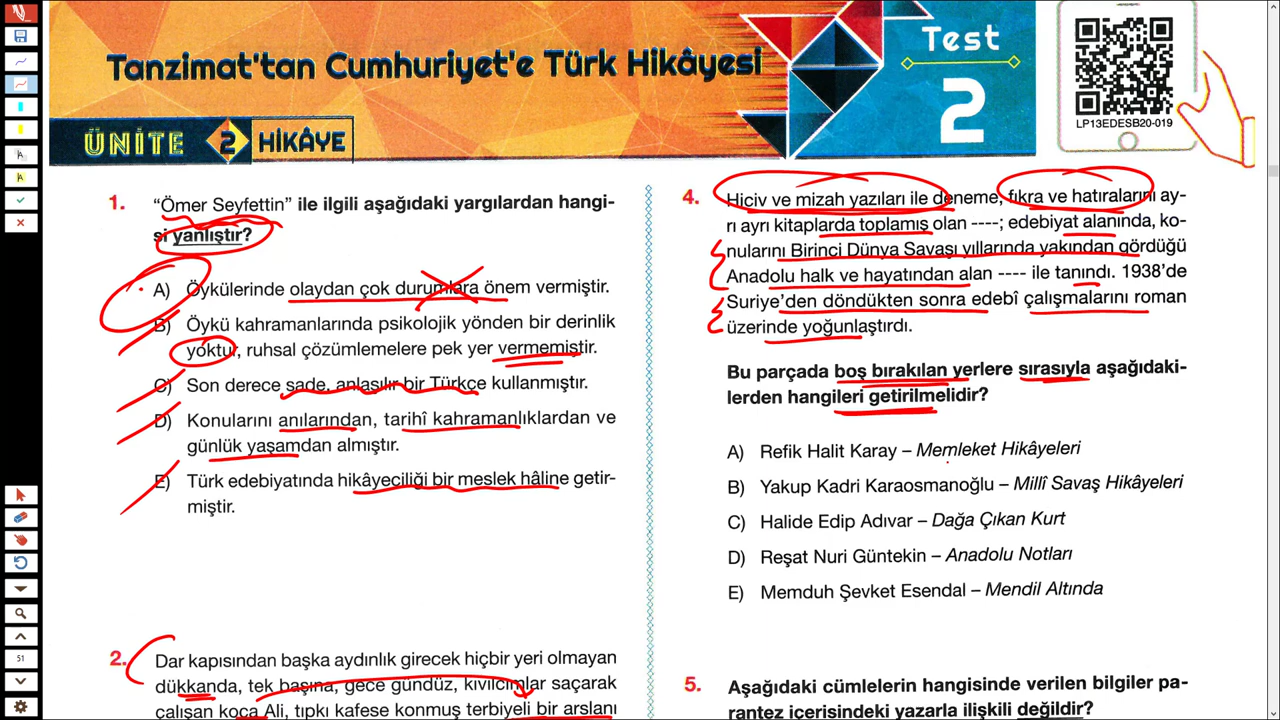 Tanzimat'tan Cumhuriyet'e Türk Hikâyesi
Test
2
ÜNİTE 2 HİKÂYE
LP13EDESB20-019
1. “Ömer Seyfettin” ile ilgili aşağıdaki yargılardan hangi-
si yanlıştır?
A) Öykülerinde olaydan çok durumlara önem vermiştir.
B) Öykü kahramanlarında psikolojik yönden bir derinlik
yoktur, ruhsal çözümlemelere pek yer vermemiştir.
C) Son derece sade, anlaşılır bir Türkçe kullanmıştır.
D) Konularını anılarından, tarihî kahramanlıklardan ve
günlük yaşamdan almıştır.
E) Türk edebiyatında hikâyeciliği bir meslek hâline getir-
miştir.
2. Dar kapısından başka aydınlık girecek hiçbir yeri olmayan
dükkanda, tek başına, gece gündüz, kıvılcımlar saçarak
çalışan koca Ali, tıpkı kafese konmuş terbiyeli bir arslanı
4. Hiciv ve mizah yazıları ile deneme, fıkra ve hatıralarını ay-
rı ayrı kitaplarda toplamış olan ----; edebiyat alanında, ko-
nularını Birinci Dünya Savaşı yıllarında yakından gördüğü
Anadolu halk ve hayatından alan ---- ile tanındı. 1938’de
Suriye’den döndükten sonra edebî çalışmalarını roman
üzerinde yoğunlaştırdı.
Bu parçada boş bırakılan yerlere sırasıyla aşağıdaki-
lerden hangileri getirilmelidir?
A) Refik Halit Karay – Memleket Hikâyeleri
B) Yakup Kadri Karaosmanoğlu – Millî Savaş Hikâyeleri
C) Halide Edip Adıvar – Dağa Çıkan Kurt
D) Reşat Nuri Güntekin – Anadolu Notları
E) Memduh Şevket Esendal – Mendil Altında
5. Aşağıdaki cümlelerin hangisinde verilen bilgiler pa-
rantez içerisindeki yazarla ilişkili değildir?
51